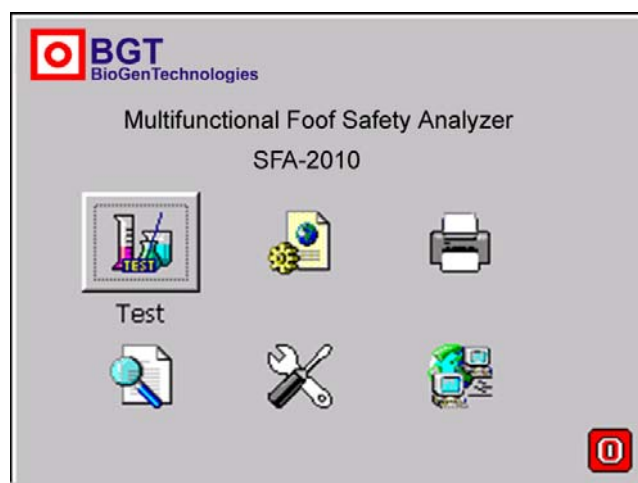 BGT
BioGenTechnologies
Multifunctional Foof Safety Analyzer
SFA-2010
TEST
Test